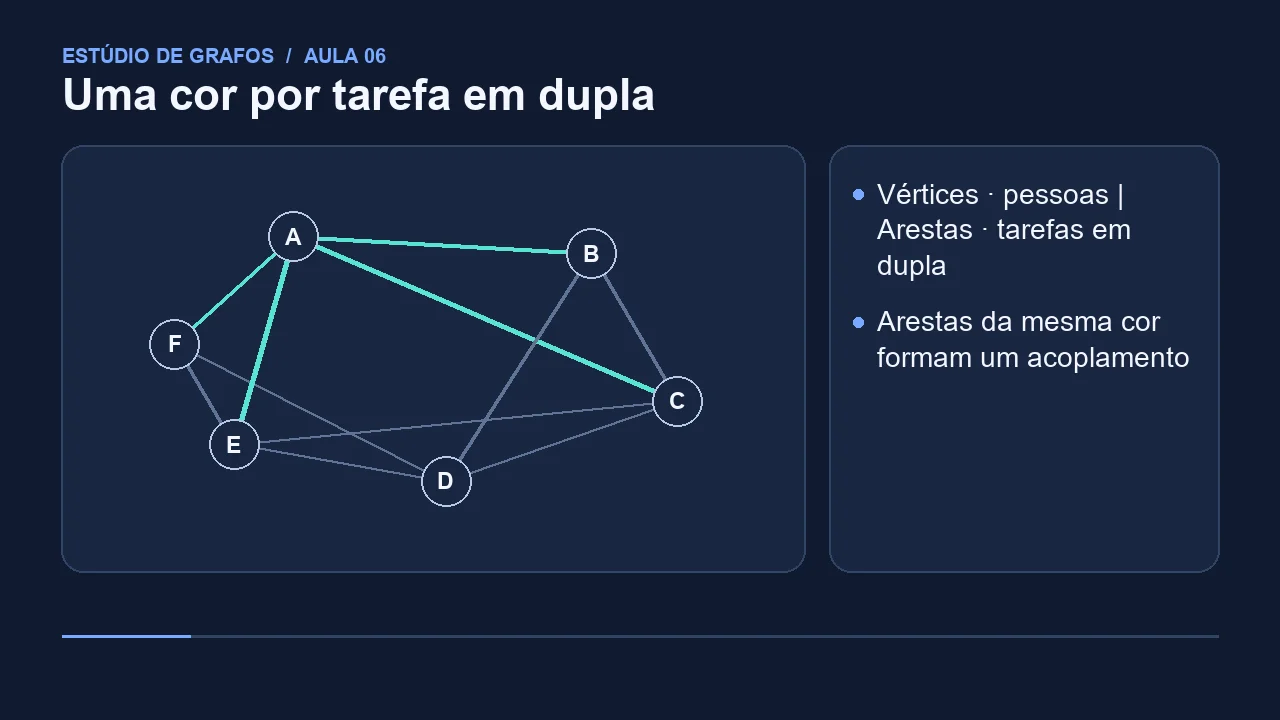 ESTÚDIO DE GRAFOS / AULA 06
Uma cor por tarefa em dupla
A
B
F
C
E
D
Vértices · pessoas |
Arestas · tarefas em
dupla
Arestas da mesma cor
formam um acoplamento